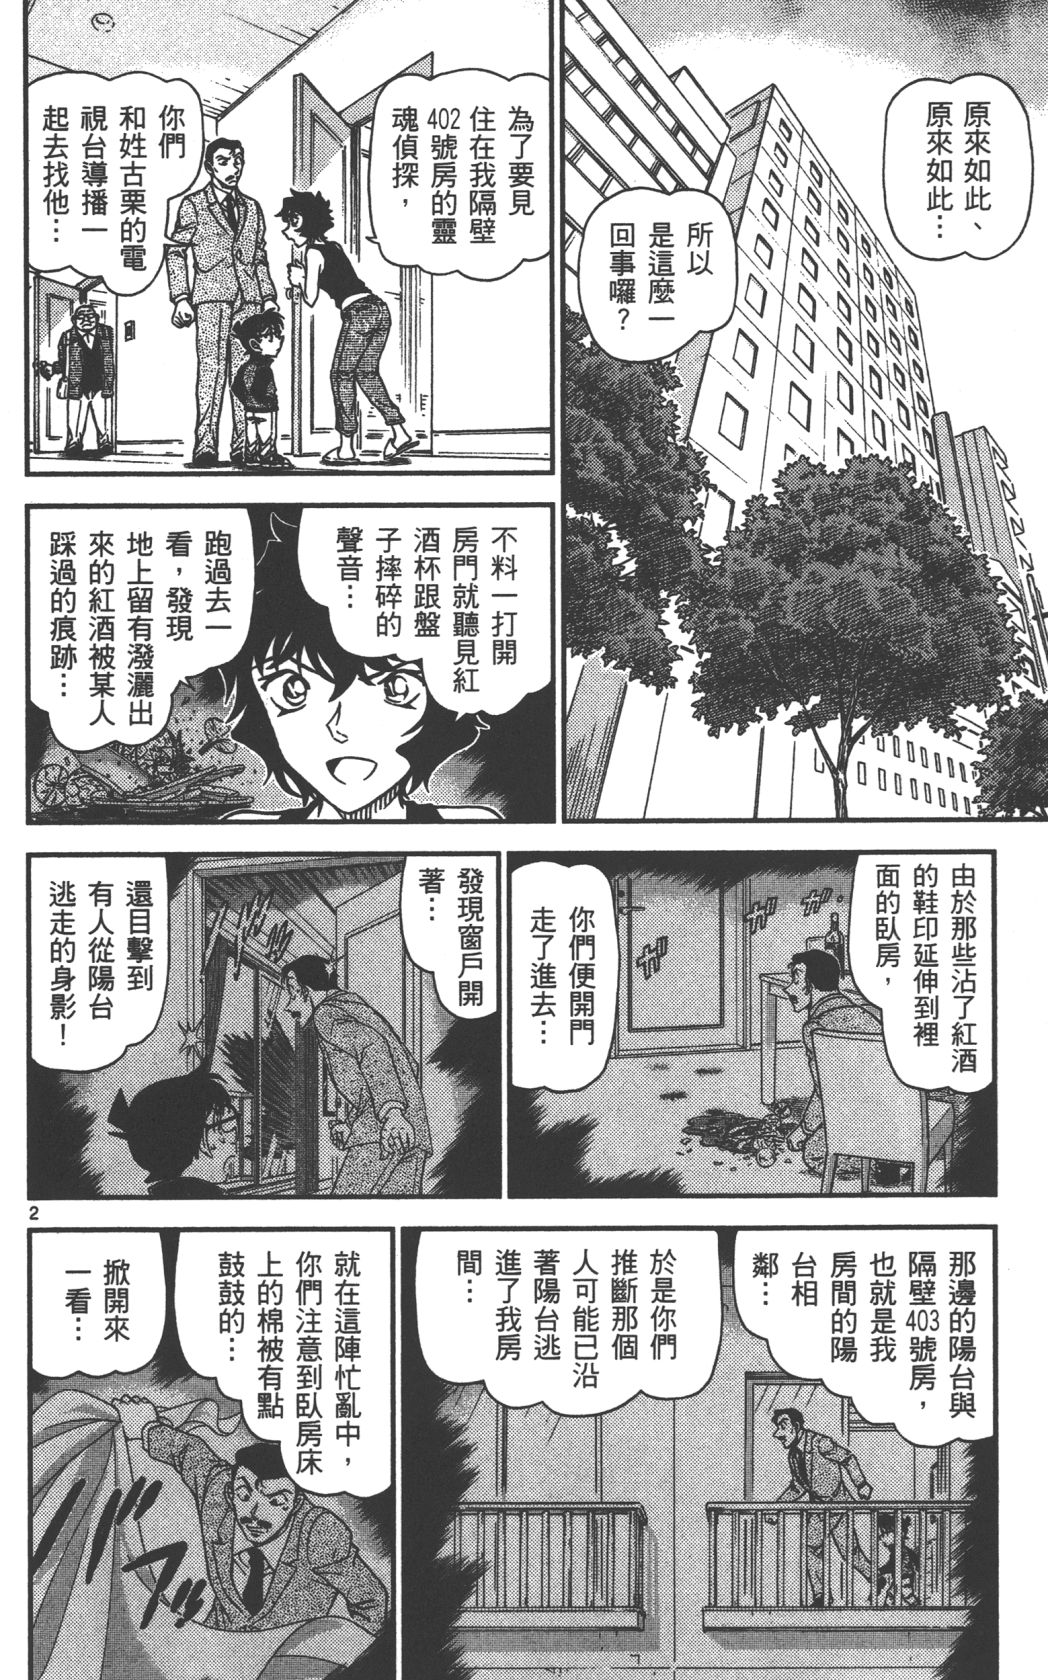 原來如此、
原來如此…
所以
是這麼一
回事囉？
為了要見
住在我隔壁
402號房的靈
魂偵探，
你們
和姓古栗的電
視台導播一
起去找他…
不料一打開
房門就聽見紅
酒杯跟盤
子摔碎的
聲音…
跑過去一
看，發現
地上留有潑灑出
來的紅酒被某人
踩過的痕跡…
由於那些沾了紅酒
的鞋印延伸到裡
面的臥房，
你們便開門
走了進去…
發現窗戶開
著…
還目擊到
有人從陽台
逃走的身影！
2
那邊的陽台與
隔壁403號房，
也就是我
房間的陽
台相
鄰…
於是你們
推斷那個
人可能已沿
著陽台逃
進了我房
間…
就在這陣忙亂中，
你們注意到臥房床
上的棉被有點
鼓鼓的…
掀開來
一看…